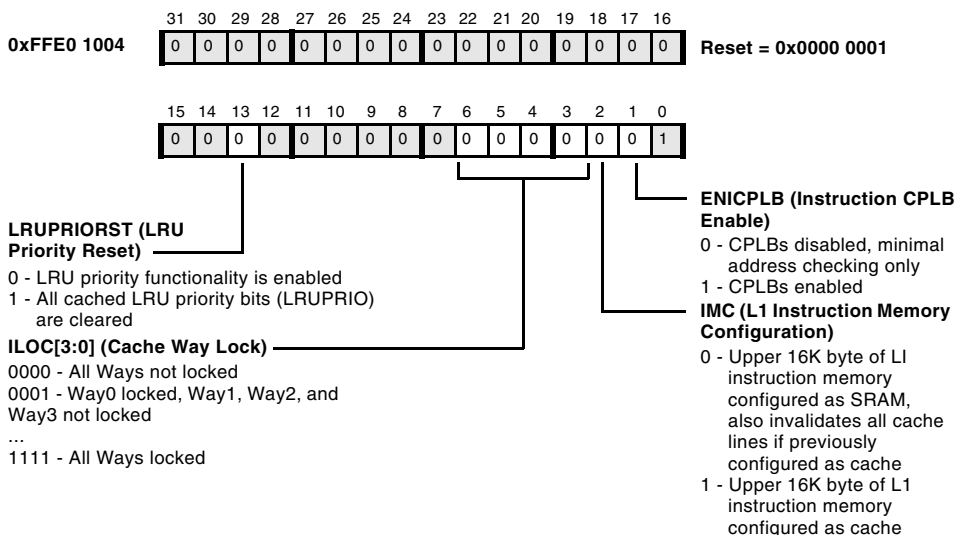 31 30 29 28 27 26 25 24 23 22 21 20 19 18 17 16
0xFFE0 1004
0 0 0 0 0 0 0 0 0 0 0 0 0 0 0 0
Reset = 0x0000 0001
15 14 13 12 11 10 9 8 7 6 5 4 3 2 1 0
0 0 0 0 0 0 0 0 0 0 0 0 0 0 0 1
LRUPRIORST (LRU
Priority Reset)
0 - LRU priority functionality is enabled
1 - All cached LRU priority bits (LRUPRIO)
are cleared
ILOC[3:0] (Cache Way Lock)
0000 - All Ways not locked
0001 - Way0 locked, Way1, Way2, and
Way3 not locked
...
1111 - All Ways locked
ENICPLB (Instruction CPLB
Enable)
0 - CPLBs disabled, minimal
address checking only
1 - CPLBs enabled
IMC (L1 Instruction Memory
Configuration)
0 - Upper 16K byte of LI
instruction memory
configured as SRAM,
also invalidates all cache
lines if previously
configured as cache
1 - Upper 16K byte of L1
instruction memory
configured as cache